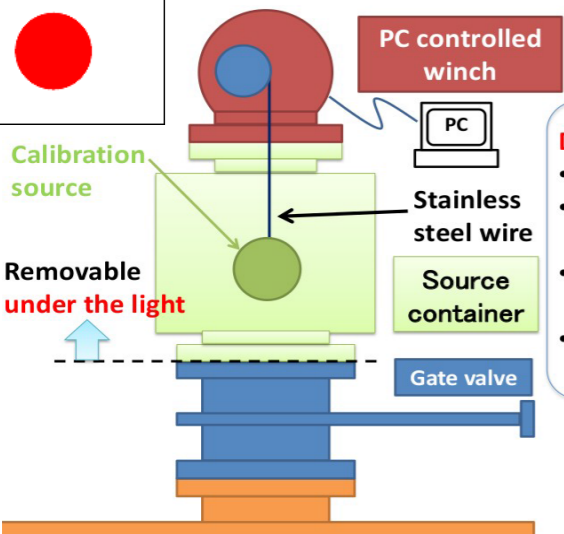 PC controlled
winch
PC
Calibration
source
Stainless
steel wire
Removable
under the light
Source
container
Gate valve